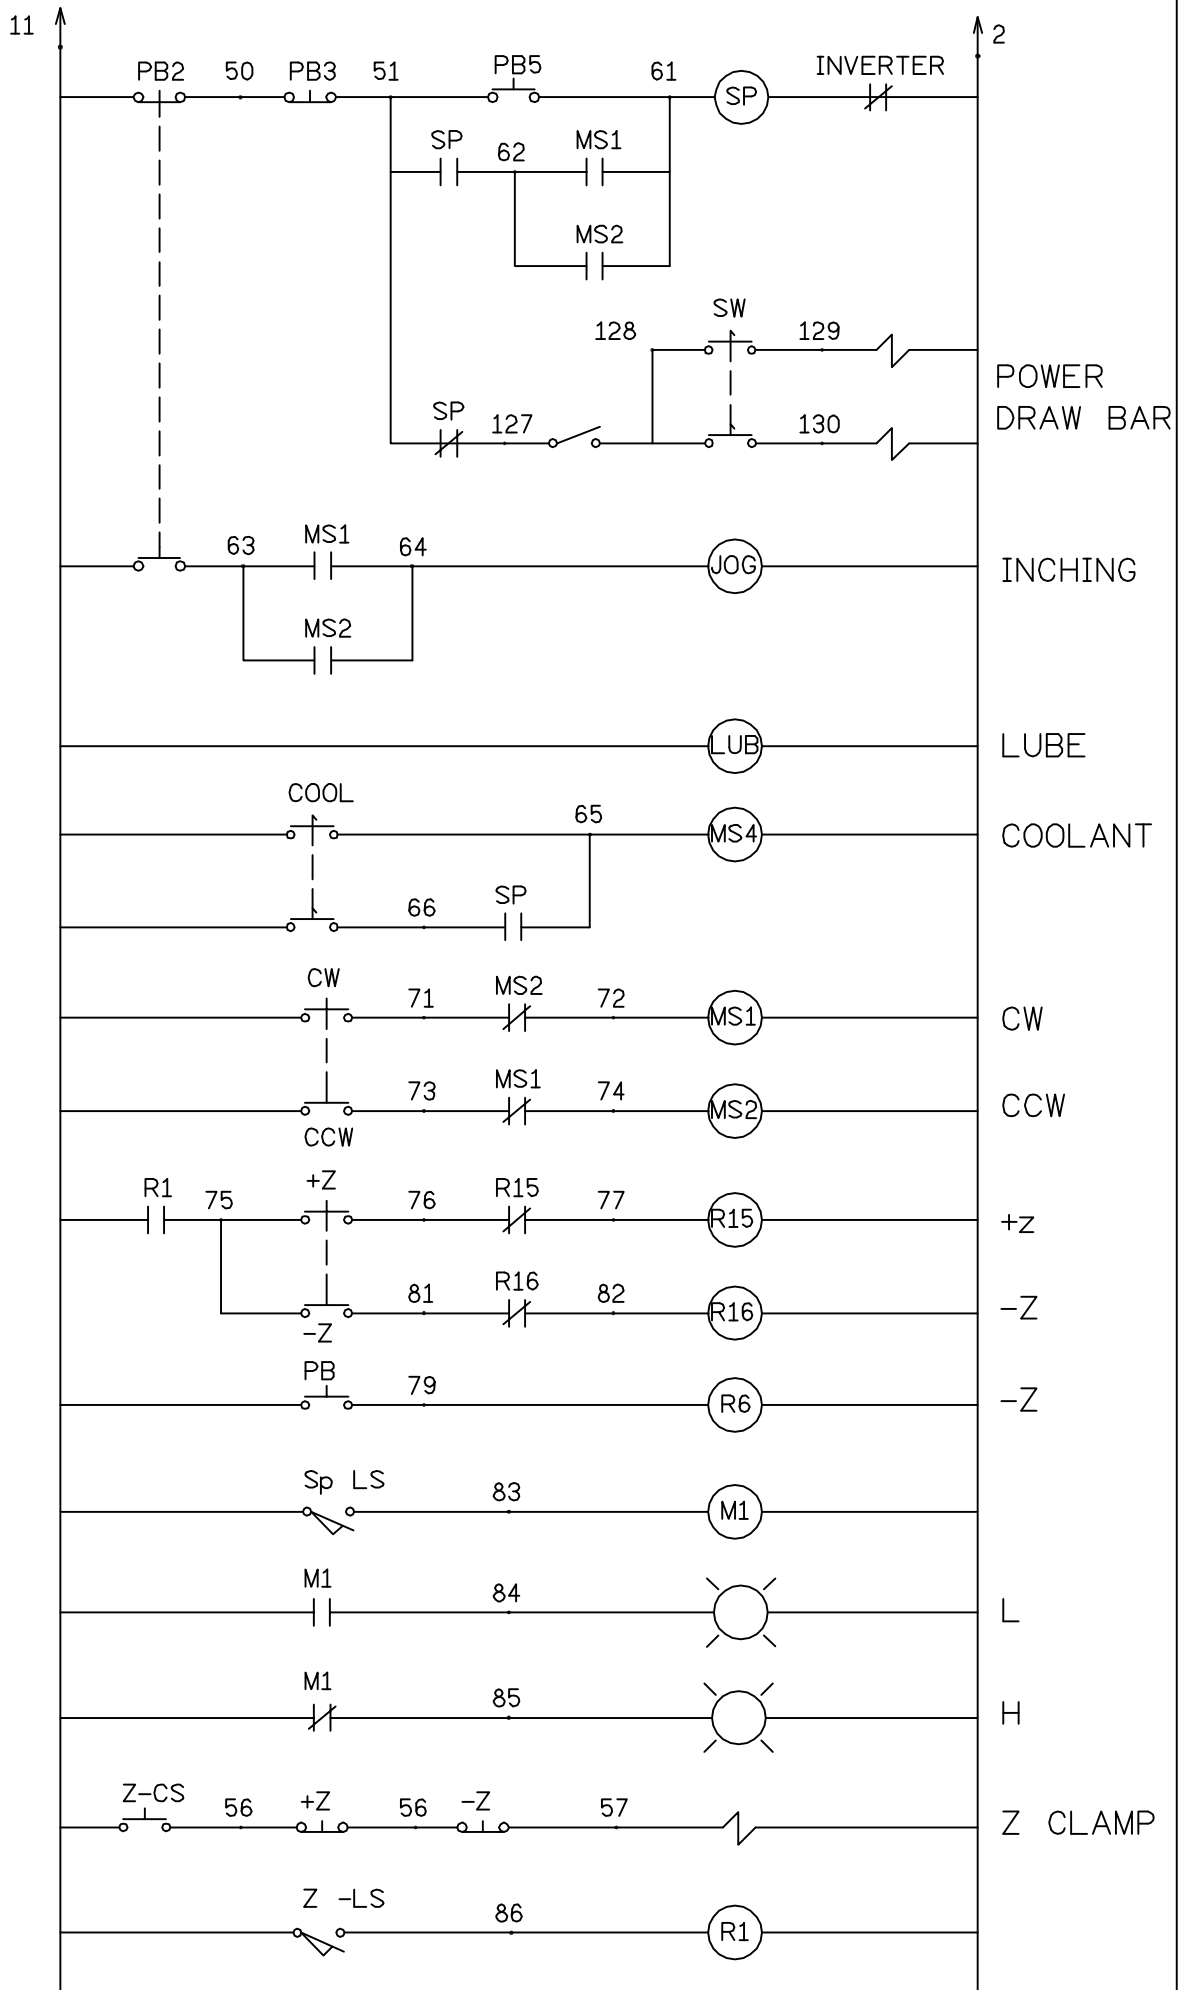 11 2
PB2 50 PB3 51 PB5 61 INVERTER
SP
SP 62 MS1
MS2
SW
128 129
POWER
DRAW BAR
SP 127 130
63 MS1 64
JOG INCHING
MS2
LUB LUBE
COOL
65
MS4 COOLANT
66 SP
CW
71 MS2 72
MS1 CW
73 MS1 74
MS2 CCW
CCW
+Z
R1 75 76 R15 77
R15 +z
81 R16 82
R16 -Z
-Z
PB 79
R6 -Z
Sp LS 83
M1
M1 84
L
M1 85
H
Z-CS 56 +Z 56 -Z 57
Z CLAMP
Z -LS 86
R1